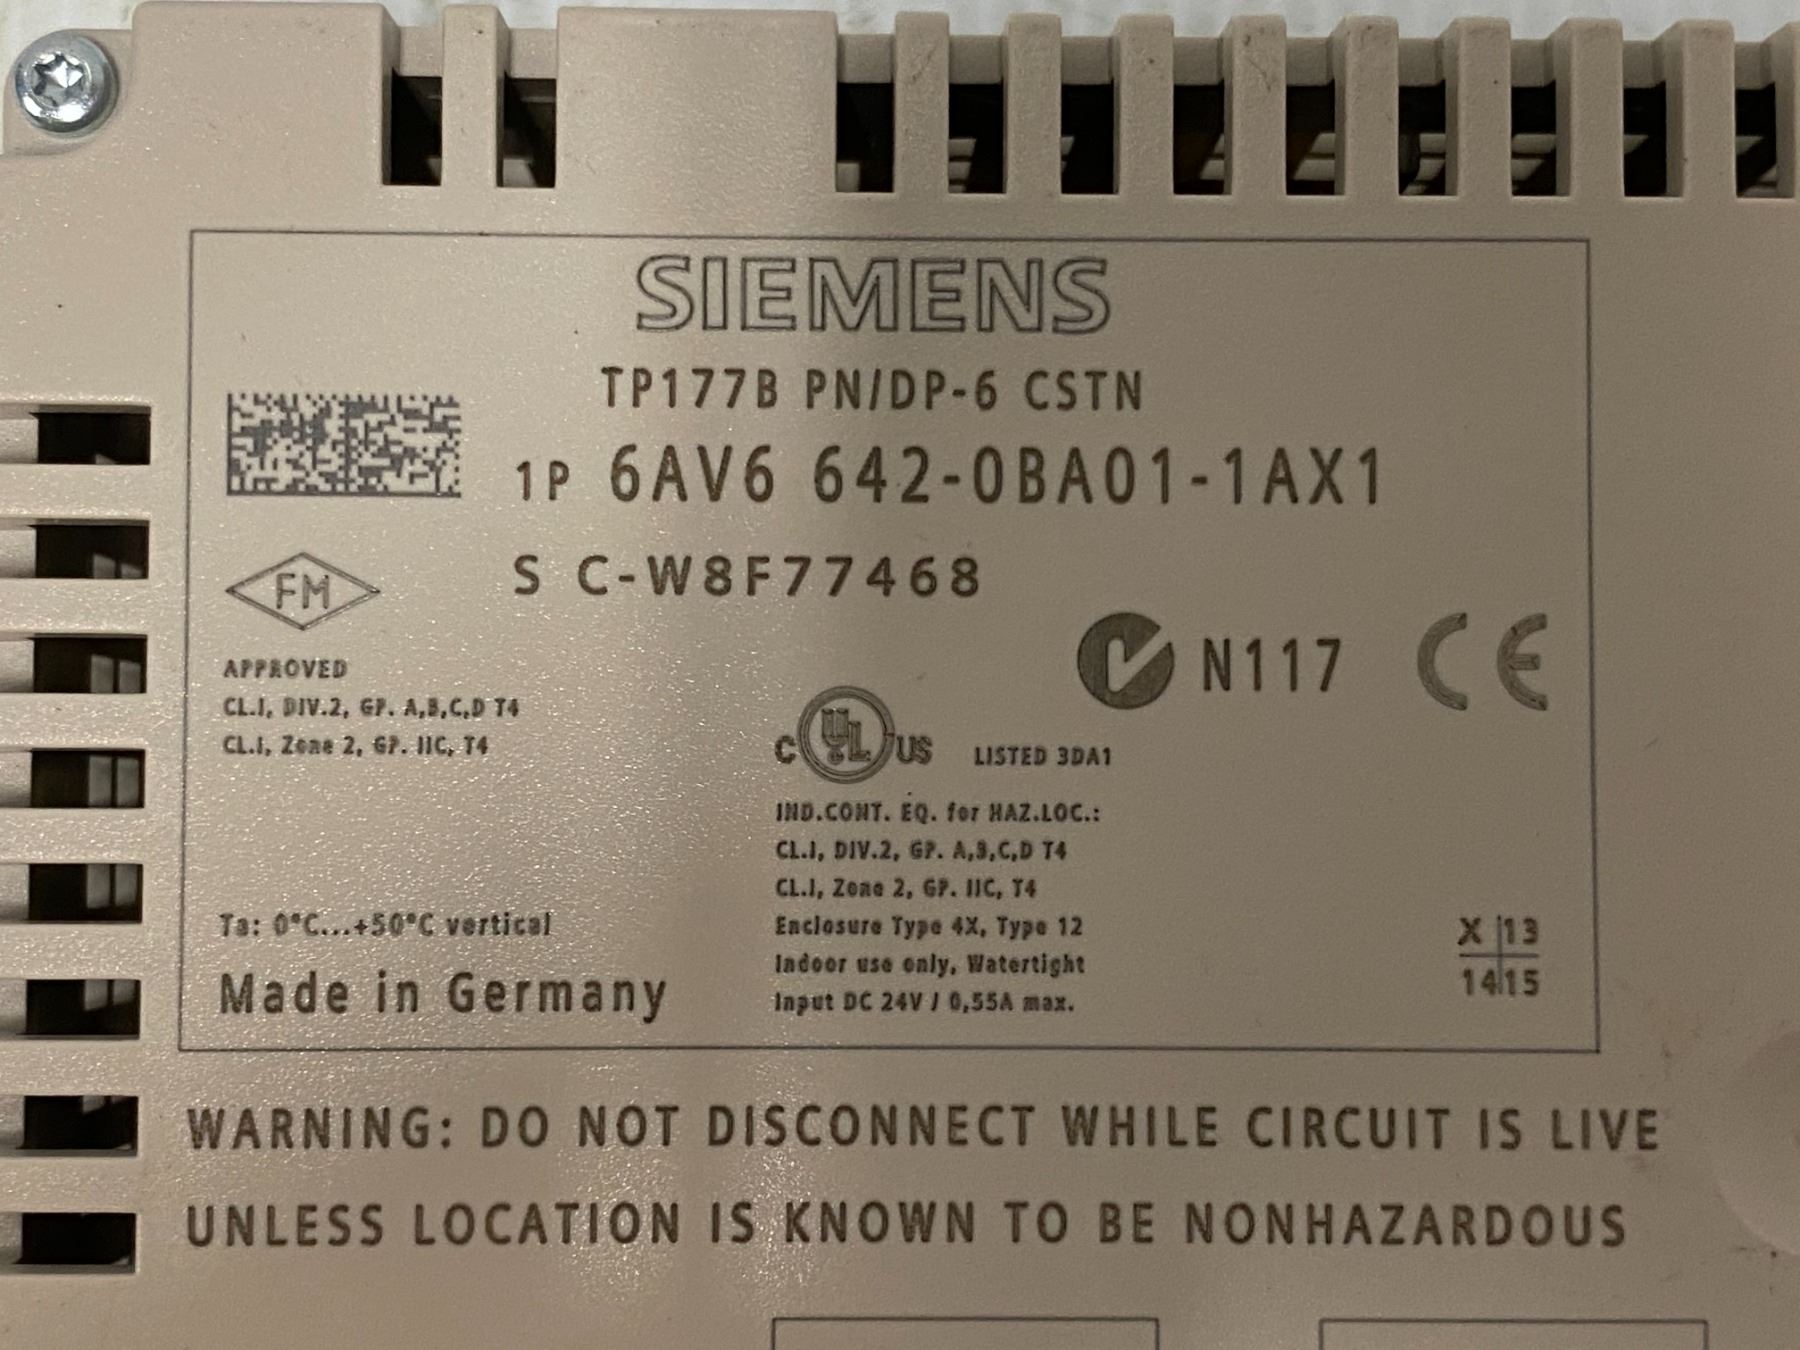 SIEMENS
TP177B PN/DP-6 CSTN
1P 6AV6 642-0BA01-1AX1
S C-W8F77468
FM
N117 CE
APPROVED
CL.I, DIV.2, GP. A,B,C,D T4
CL.I, Zone 2, GP. IIC, T4
C UL US LISTED 3DA1
IND.CONT. EQ. for HAZ.LOC.:
CL.I, DIV.2, GP. A,B,C,D T4
CL.I, Zone 2, GP. IIC, T4
Enclosure Type 4X, Type 12
Indoor use only, Watertight
Input DC 24V / 0,55A max.
Ta: 0°C...+50°C vertical
Made in Germany
X 13
14 15
WARNING: DO NOT DISCONNECT WHILE CIRCUIT IS LIVE
UNLESS LOCATION IS KNOWN TO BE NONHAZARDOUS